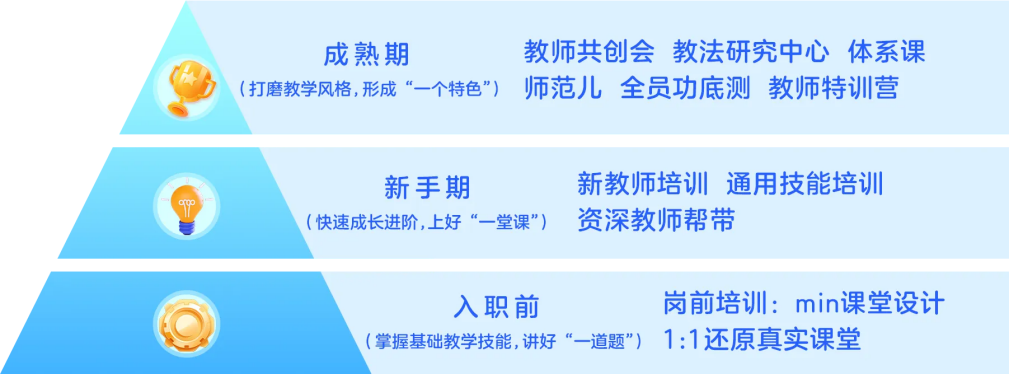 成熟期
（打磨教学风格，形成“一个特色”）
教师共创会 教法研究中心 体系课
师范儿 全员功底测 教师特训营
新手期
（快速成长进阶，上好“一堂课”）
新教师培训 通用技能培训
资深教师帮带
入职前
（掌握基础教学技能，讲好“一道题”）
岗前培训：min课堂设计
1:1还原真实课堂